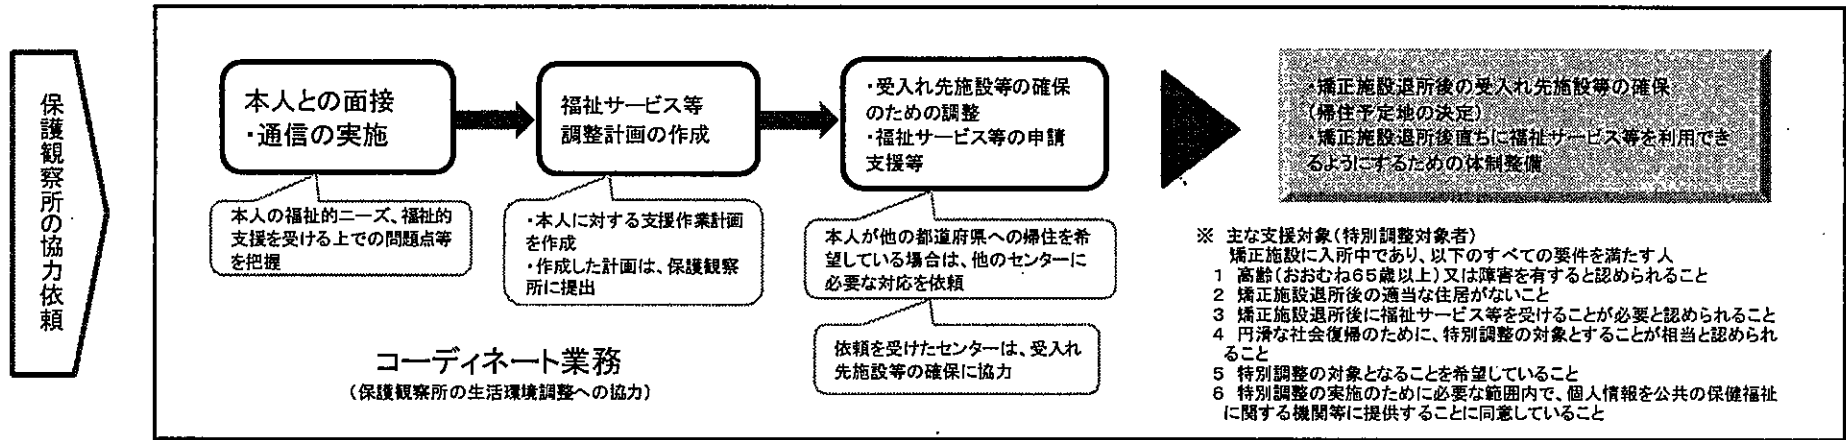 保護観察所の協力依頼
本人との面接
・通信の実施
福祉サービス等
調整計画の作成
・受入れ先施設等の確保
のための調整
・福祉サービス等の申請
支援等
・矯正施設退所後の受入れ先施設等の確保
(帰住予定地の決定)
・矯正施設退所後直ちに福祉サービス等を利用でき
るようにするための体制整備
本人の福祉的ニーズ、福祉的
支援を受ける上での問題点等
を把握
・本人に対する支援作業計画
を作成
・作成した計画は、保護観察
所に提出
本人が他の都道府県への帰住を希
望している場合は、他のセンターに
必要な対応を依頼
依頼を受けたセンターは、受入れ
先施設等の確保に協力
コーディネート業務
(保護観察所の生活環境調整への協力)
※ 主な支援対象(特別調整対象者)
矯正施設に入所中であり、以下のすべての要件を満たす人
1 高齢(おおむね65歳以上)又は障害を有すると認められること
2 矯正施設退所後の適当な住居がないこと
3 矯正施設退所後に福祉サービス等を受けることが必要と認められること
4 円滑な社会復帰のために、特別調整の対象とすることが相当と認められ
ること
5 特別調整の対象となることを希望していること
6 特別調整の実施のために必要な範囲内で、個人情報を公共の保健福祉
に関する機関等に提供することに同意していること